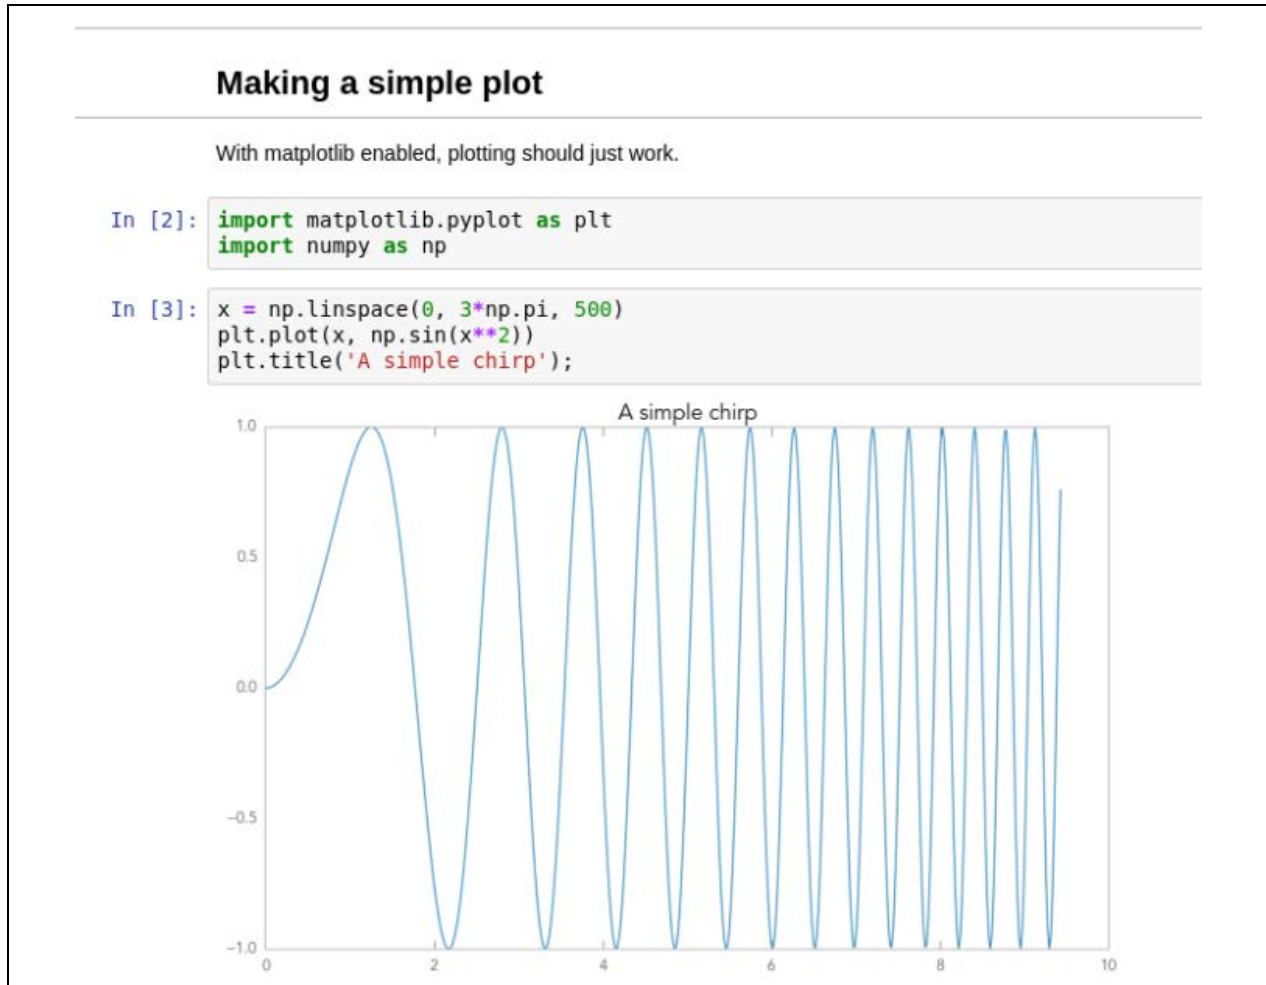 Making a simple plot
With matplotlib enabled, plotting should just work.
In [2]: import matplotlib.pyplot as plt
import numpy as np
In [3]: x = np.linspace(0, 3*np.pi, 500)
plt.plot(x, np.sin(x**2))
plt.title('A simple chirp');
A simple chirp
1.0
0.5
0.0
−0.5
−1.0
0 2 4 6 8 10